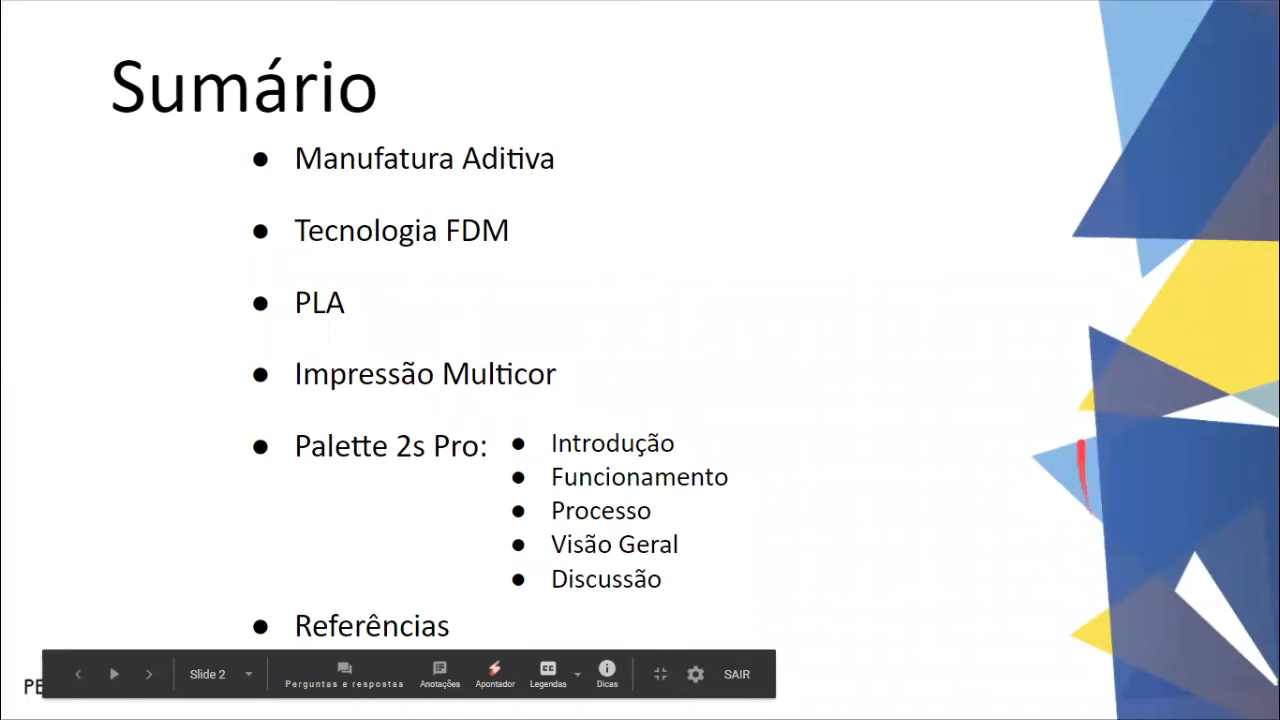 Sumário
● Manufatura Aditiva
● Tecnologia FDM
● PLA
● Impressão Multicor
● Palette 2s Pro:
● Introdução
● Funcionamento
● Processo
● Visão Geral
● Discussão
● Referências
Slide 2
Perguntas e respostas
Anotações
Apontador
CC
Legendas
Dicas
SAIR